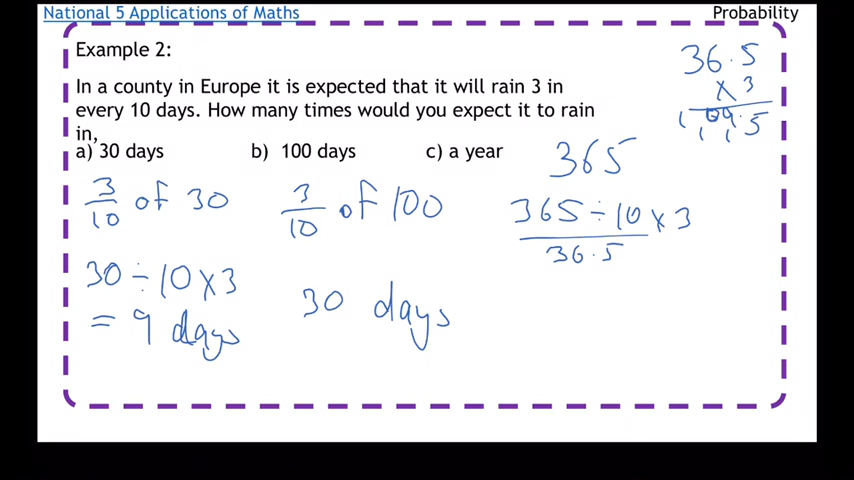 National 5 Applications of Maths
Probability
Example 2:
In a county in Europe it is expected that it will rain 3 in
every 10 days. How many times would you expect it to rain
in,
a) 30 days b) 100 days c) a year
3/10 of 30
30 ÷ 10 x 3
= 9 days
3/10 of 100
30 days
365
365 ÷ 10 x 3
36.5
36.5
x 3
109.5
1 1 1